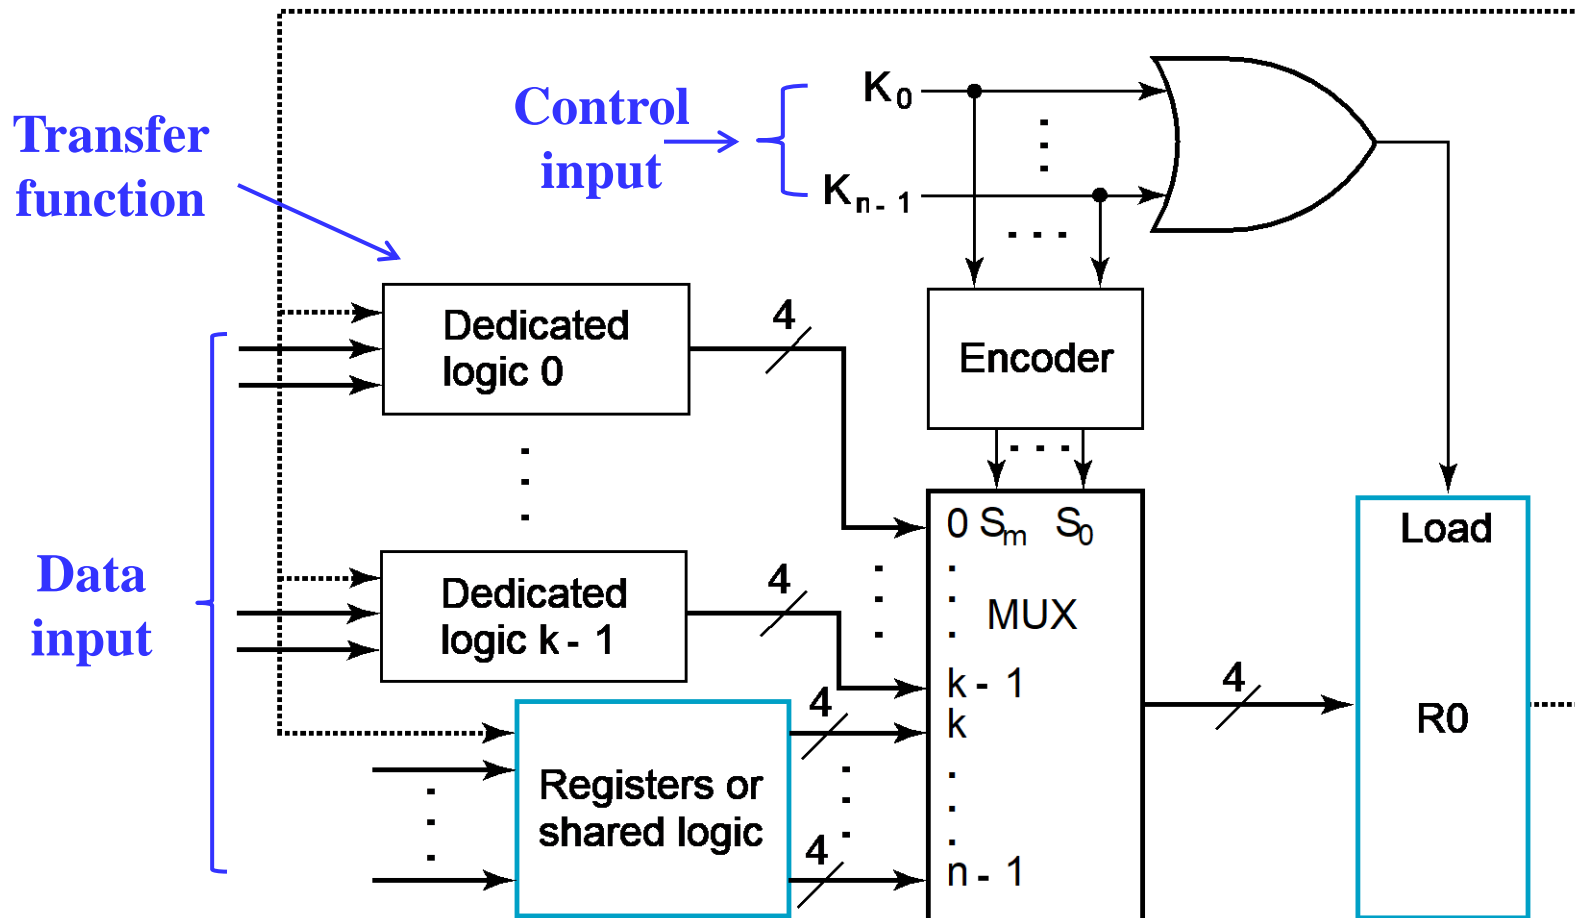 Transfer
function
Control
input
K0
Kn-1
Dedicated
logic 0
4
Encoder
Data
input
Dedicated
logic k-1
4
0 Sm S0
MUX
k-1
k
n-1
Load
R0
4
Registers or
shared logic
4
4